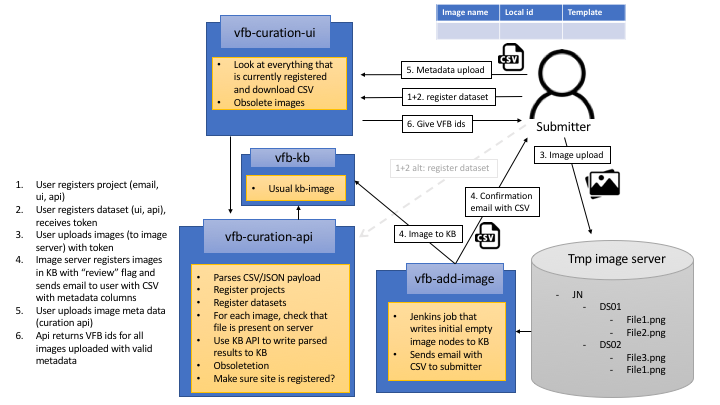 Image name
Local id
Template
vfb-curation-ui
• Look at everything that
is currently registered
and download CSV
• Obsolete images
CSV
5. Metadata upload
1+2. register dataset
6. Give VFB ids
Submitter
vfb-kb
• Usual kb-image
1+2 alt: register dataset
3. Image upload
4. Confirmation
email with CSV
4. Image to KB
CSV
1. User registers project (email,
ui, api)
2. User registers dataset (ui, api),
receives token
3. User uploads images (to image
server) with token
4. Image server registers images
in KB with “review” flag and
sends email to user with CSV
with metadata columns
5. User uploads image meta data
(curation api)
6. Api returns VFB ids for all
images uploaded with valid
metadata
vfb-curation-api
• Parses CSV/JSON payload
• Register projects
• Register datasets
• For each image, check that
file is present on server
• Use KB API to write parsed
results to KB
• Obsoletetion
• Make sure site is registered?
vfb-add-image
• Jenkins job that
writes initial empty
image nodes to KB
• Sends email with
CSV to submitter
Tmp image server
- JN
- DS01
- File1.png
- File2.png
- DS02
- File3.png
- File1.png